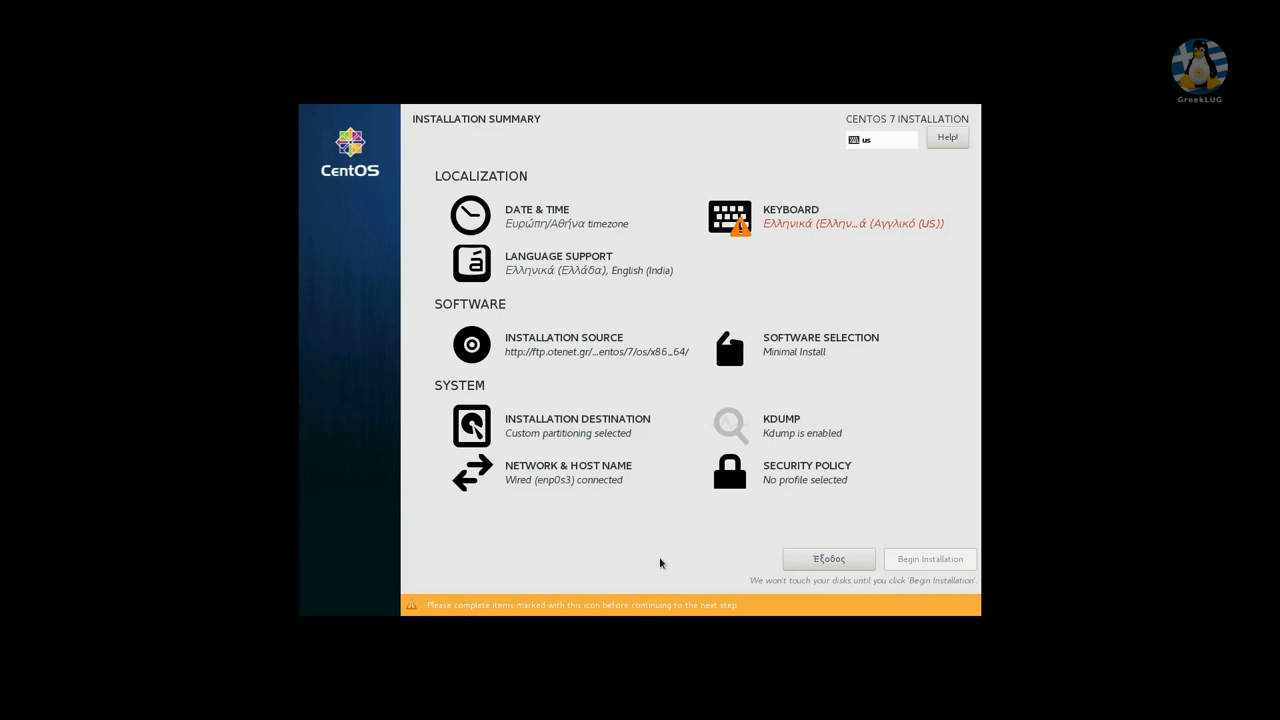 GreekLUG
CentOS
INSTALLATION SUMMARY
CENTOS 7 INSTALLATION
us
Help!
LOCALIZATION
DATE & TIME
Ευρώπη/Αθήνα timezone
KEYBOARD
Ελληνικά (Ελλην...ά (Αγγλικό (US))
LANGUAGE SUPPORT
Ελληνικά (Ελλάδα), English (India)
SOFTWARE
INSTALLATION SOURCE
http://ftp.otenet.gr/...entos/7/os/x86_64/
SOFTWARE SELECTION
Minimal Install
SYSTEM
INSTALLATION DESTINATION
Custom partitioning selected
KDUMP
Kdump is enabled
NETWORK & HOST NAME
Wired (enp0s3) connected
SECURITY POLICY
No profile selected
Έξοδος
Begin Installation
We won't touch your disks until you click 'Begin Installation'.
Please complete items marked with this icon before continuing to the next step.